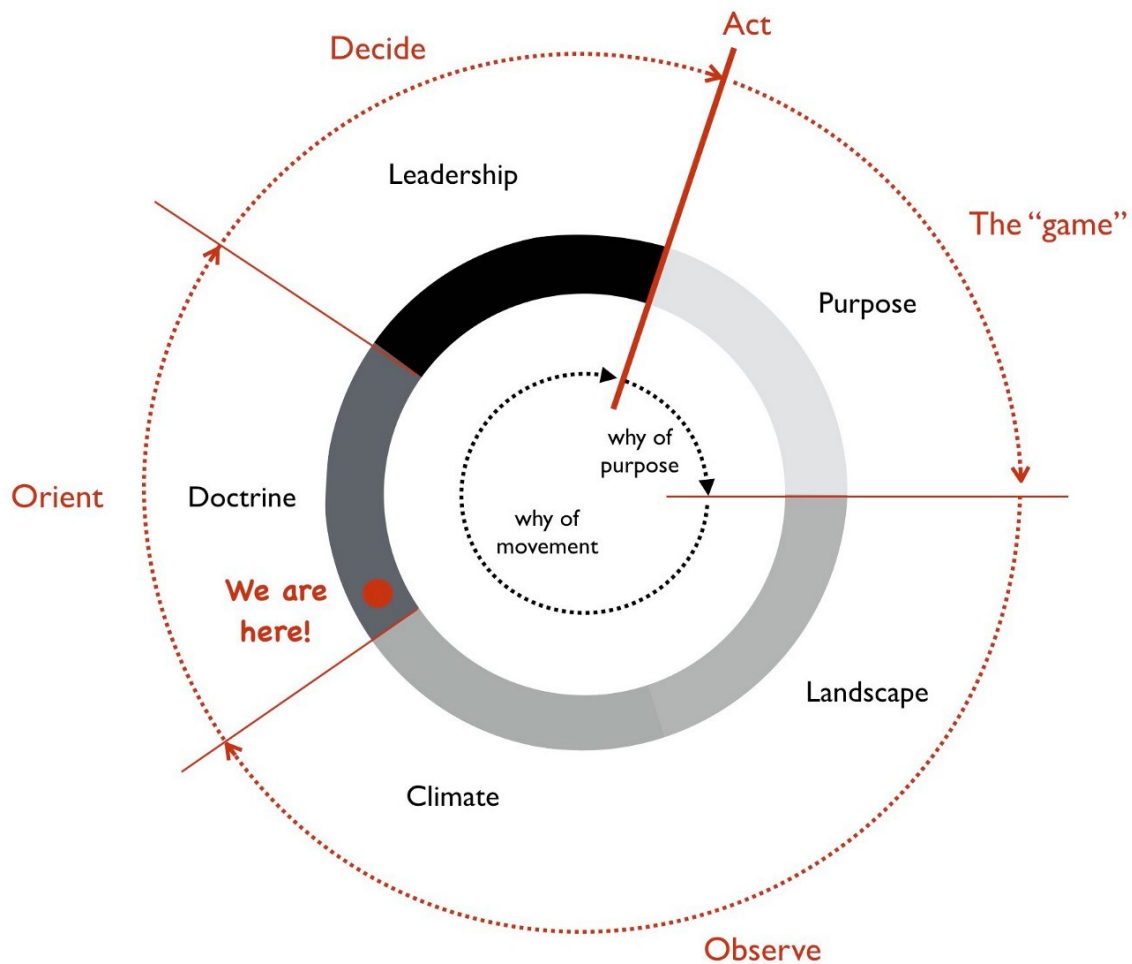 Act
Decide
Leadership
The “game”
Purpose
why of
purpose
Orient
Doctrine
why of
movement
We are
here!
Landscape
Climate
Observe